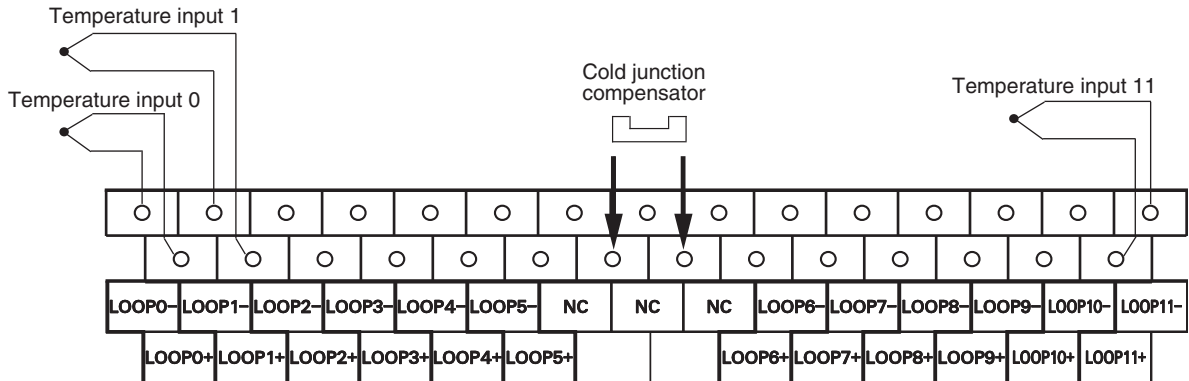 Temperature input 1
Temperature input 0
Cold junction
compensator
Temperature input 11
LOOP0- LOOP1- LOOP2- LOOP3- LOOP4- LOOP5- NC NC NC LOOP6- LOOP7- LOOP8- LOOP9- LOOP10- LOOP11-
LOOP0+ LOOP1+ LOOP2+ LOOP3+ LOOP4+ LOOP5+ LOOP6+ LOOP7+ LOOP8+ LOOP9+ LOOP10+ LOOP11+